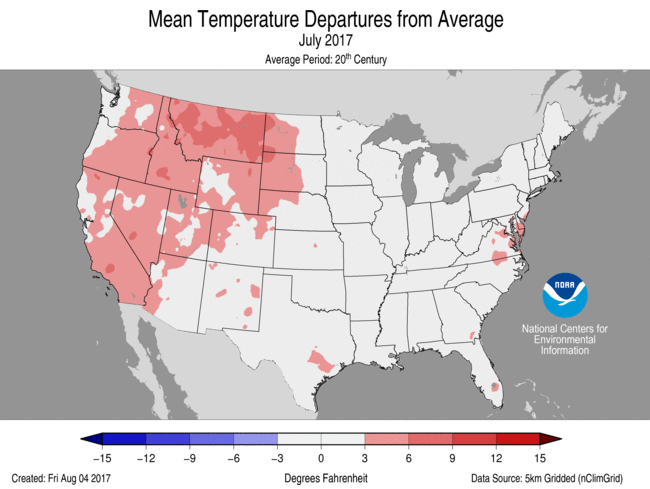 Mean Temperature Departures from Average
July 2017
Average Period: 20th Century
NOAA
National Centers for
Environmental
Information
−15 −12 −9 −6 −3 0 3 6 9 12 15
Created: Fri Aug 04 2017 Degrees Fahrenheit Data Source: 5km Gridded (nClimGrid)